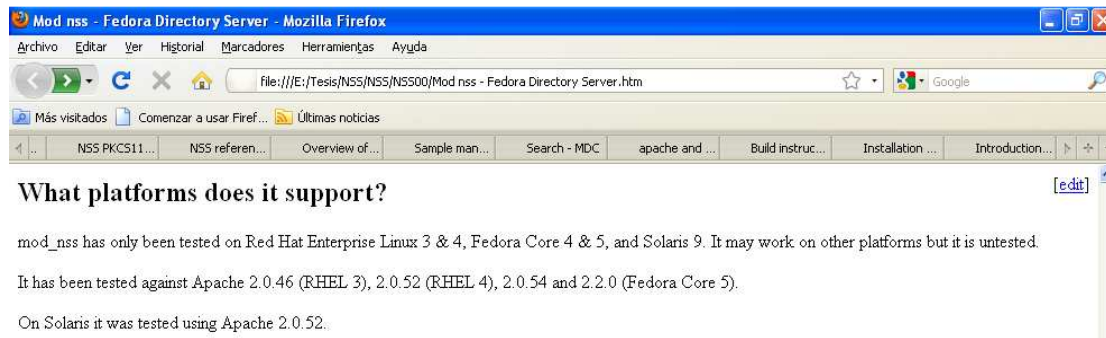 Mod nss - Fedora Directory Server - Mozilla Firefox
Archivo Editar Ver Historial Marcadores Herramientas Ayuda
file:///E:/Tesis/NSS/NSS/NSS00/Mod nss - Fedora Directory Server.htm Google
Más visitados Comenzar a usar Firef... Últimas noticias
.. NSS PKCS11... NSS referen... Overview of... Sample man... Search - MDC apache and ... Build instruc... Installation ... Introduction...
What platforms does it support? [edit]
mod_nss has only been tested on Red Hat Enterprise Linux 3 & 4, Fedora Core 4 & 5, and Solaris 9. It may work on other platforms but it is untested.
It has been tested against Apache 2.0.46 (RHEL 3), 2.0.52 (RHEL 4), 2.0.54 and 2.2.0 (Fedora Core 5).
On Solaris it was tested using Apache 2.0.52.